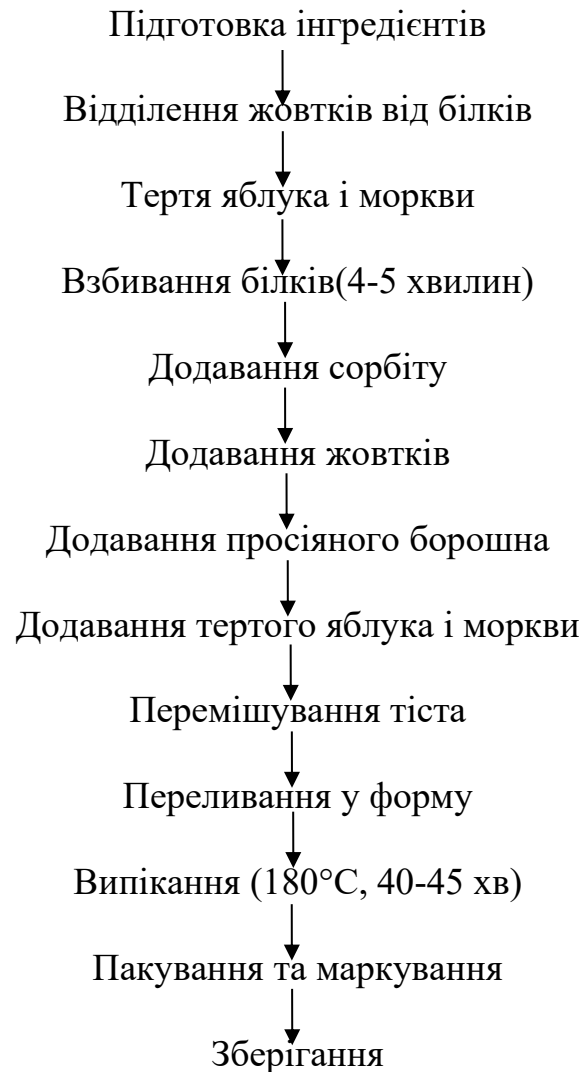 Підготовка інгредієнтів
Відділення жовтків від білків
Тертя яблука і моркви
Взбивання білків(4-5 хвилин)
Додавання сорбіту
Додавання жовтків
Додавання просіяного борошна
Додавання тертого яблука і моркви
Перемішування тіста
Переливання у форму
Випікання (180°C, 40-45 хв)
Пакування та маркування
Зберігання